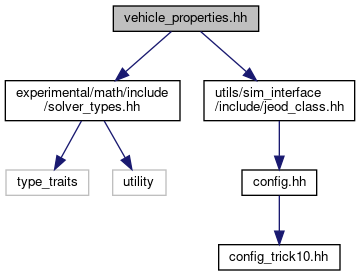 vehicle_properties.hh
experimental/math/include
/solver_types.hh
utils/sim_interface
/include/jeod_class.hh
type_traits
utility
config.hh
config_trick10.hh